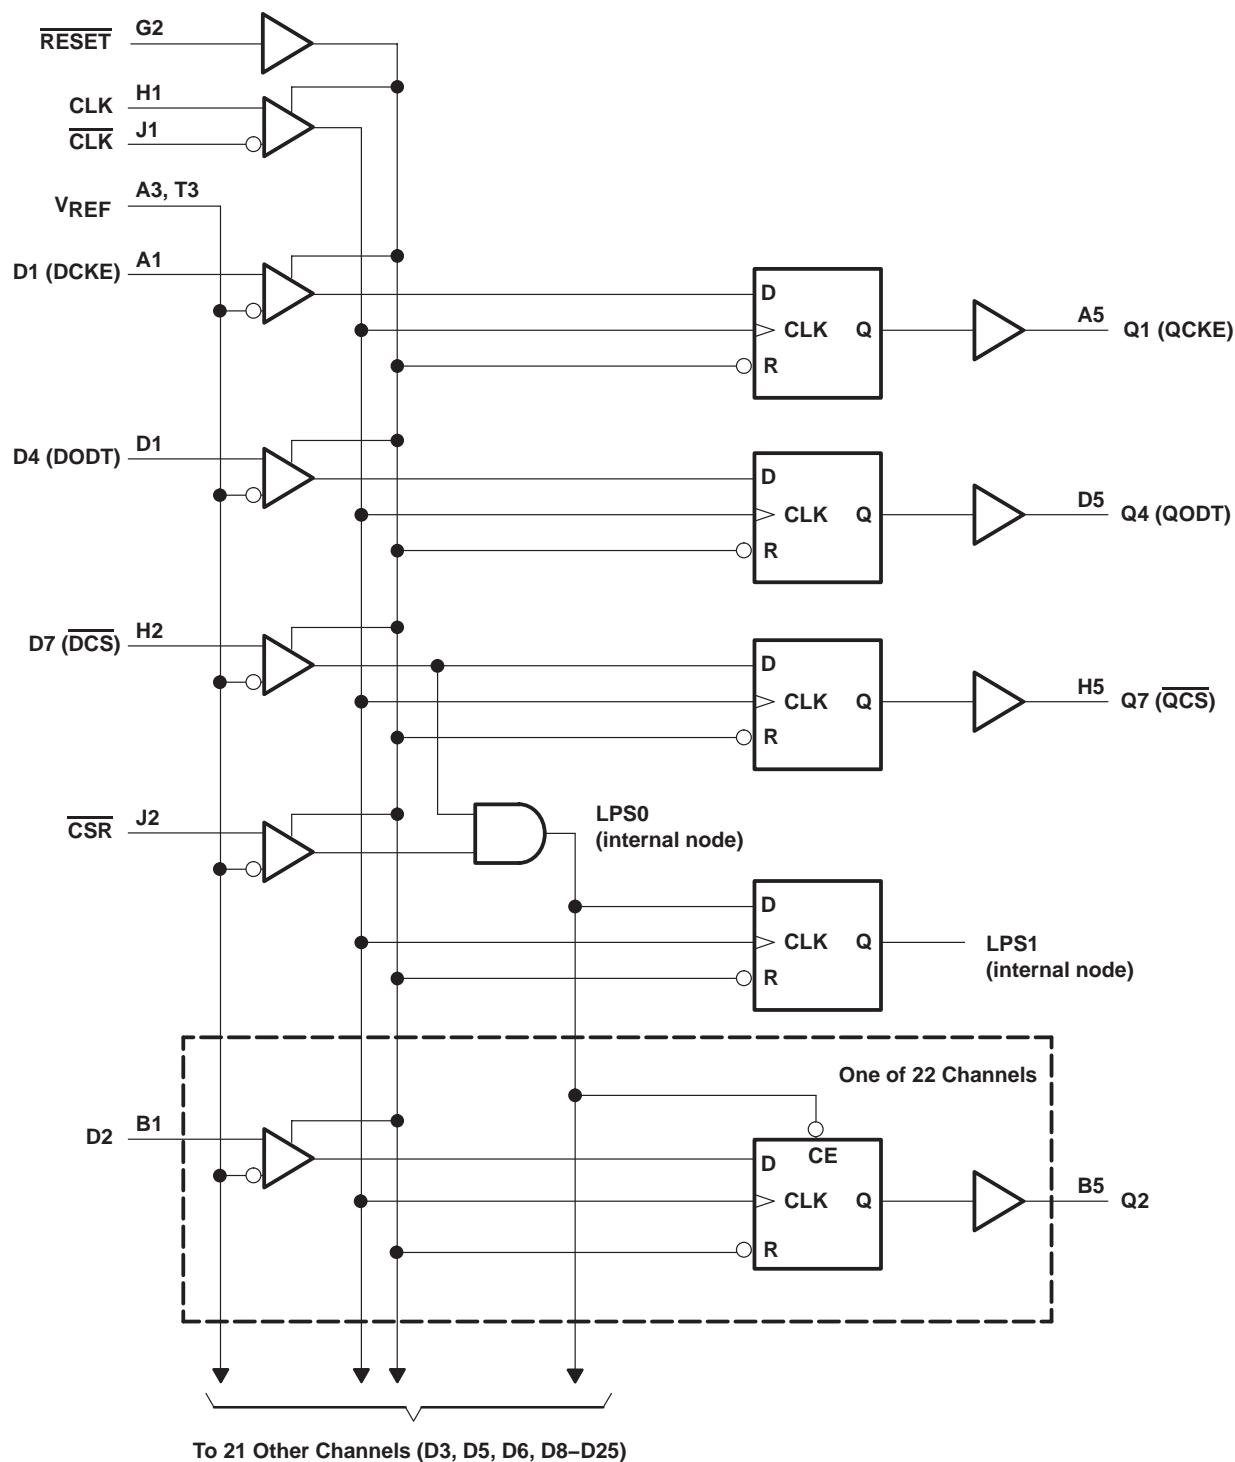 RESET G2
CLK H1
CLK J1
VREF A3, T3
D1 (DCKE) A1
D
CLK Q
R
A5
Q1 (QCKE)
D4 (DODT) D1
D
CLK Q
R
D5
Q4 (QODT)
D7 (DCS) H2
D
CLK Q
R
H5
Q7 (QCS)
CSR J2
LPS0
(internal node)
D
CLK Q
R
LPS1
(internal node)
One of 22 Channels
D2 B1
CE
D
CLK Q
R
B5
Q2
To 21 Other Channels (D3, D5, D6, D8–D25)